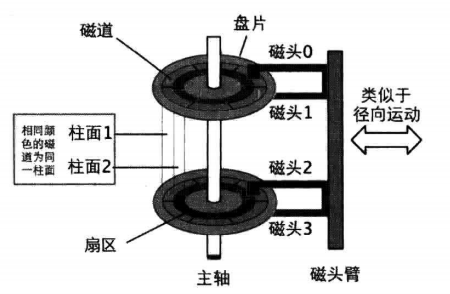 磁道
盘片
磁头0
磁头1
类似于
径向运动
相同颜
色的磁
道为同
一柱面
柱面1
柱面2
磁头2
磁头3
扇区
主轴
磁头臂